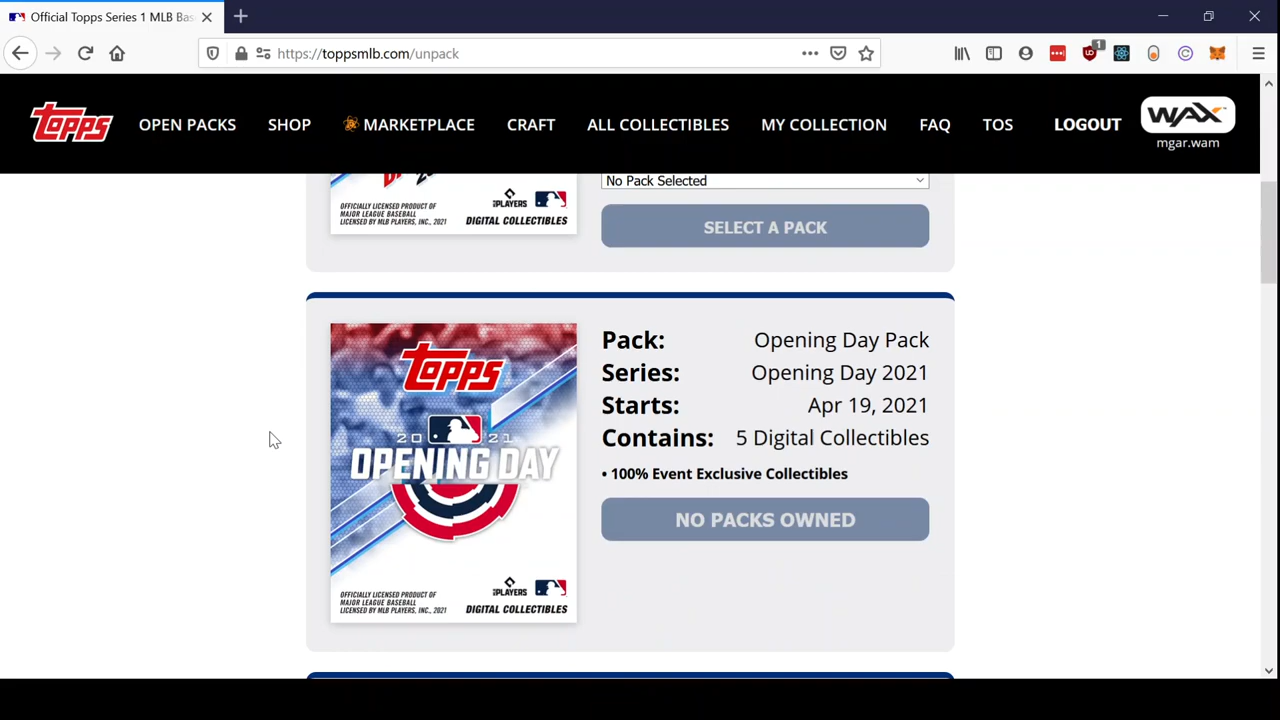 Official Topps Series 1 MLB Bas
https://toppsmlb.com/unpack
1
topps
OPEN PACKS
SHOP
MARKETPLACE
CRAFT
ALL COLLECTIBLES
MY COLLECTION
FAQ
TOS
LOGOUT
WAX
mgar.wam
No Pack Selected
SELECT A PACK
OFFICIALLY LICENSED PRODUCT OF
MAJOR LEAGUE BASEBALL
LICENSED BY MLB PLAYERS, INC., 2021
PLAYERS
DIGITAL COLLECTIBLES
topps
20 21
OPENING DAY
OFFICIALLY LICENSED PRODUCT OF
MAJOR LEAGUE BASEBALL
LICENSED BY MLB PLAYERS, INC., 2021
PLAYERS
DIGITAL COLLECTIBLES
Pack: Opening Day Pack
Series: Opening Day 2021
Starts: Apr 19, 2021
Contains: 5 Digital Collectibles
• 100% Event Exclusive Collectibles
NO PACKS OWNED